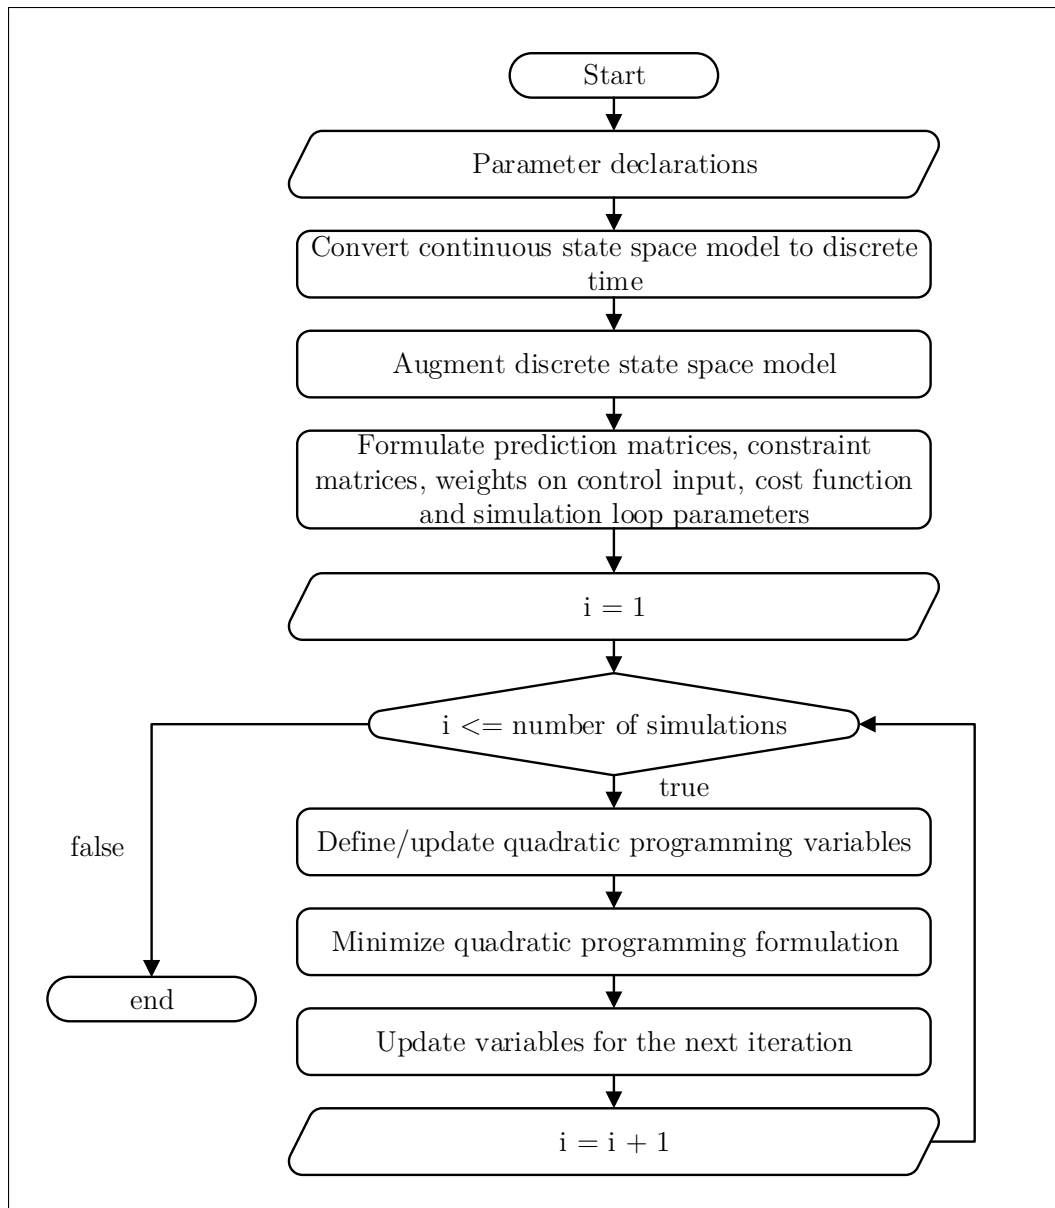 Start
Parameter declarations
Convert continuous state space model to discrete
time
Augment discrete state space model
Formulate prediction matrices, constraint
matrices, weights on control input, cost function
and simulation loop parameters
i = 1
i <= number of simulations
true
Define/update quadratic programming variables
false
Minimize quadratic programming formulation
end
Update variables for the next iteration
i = i + 1